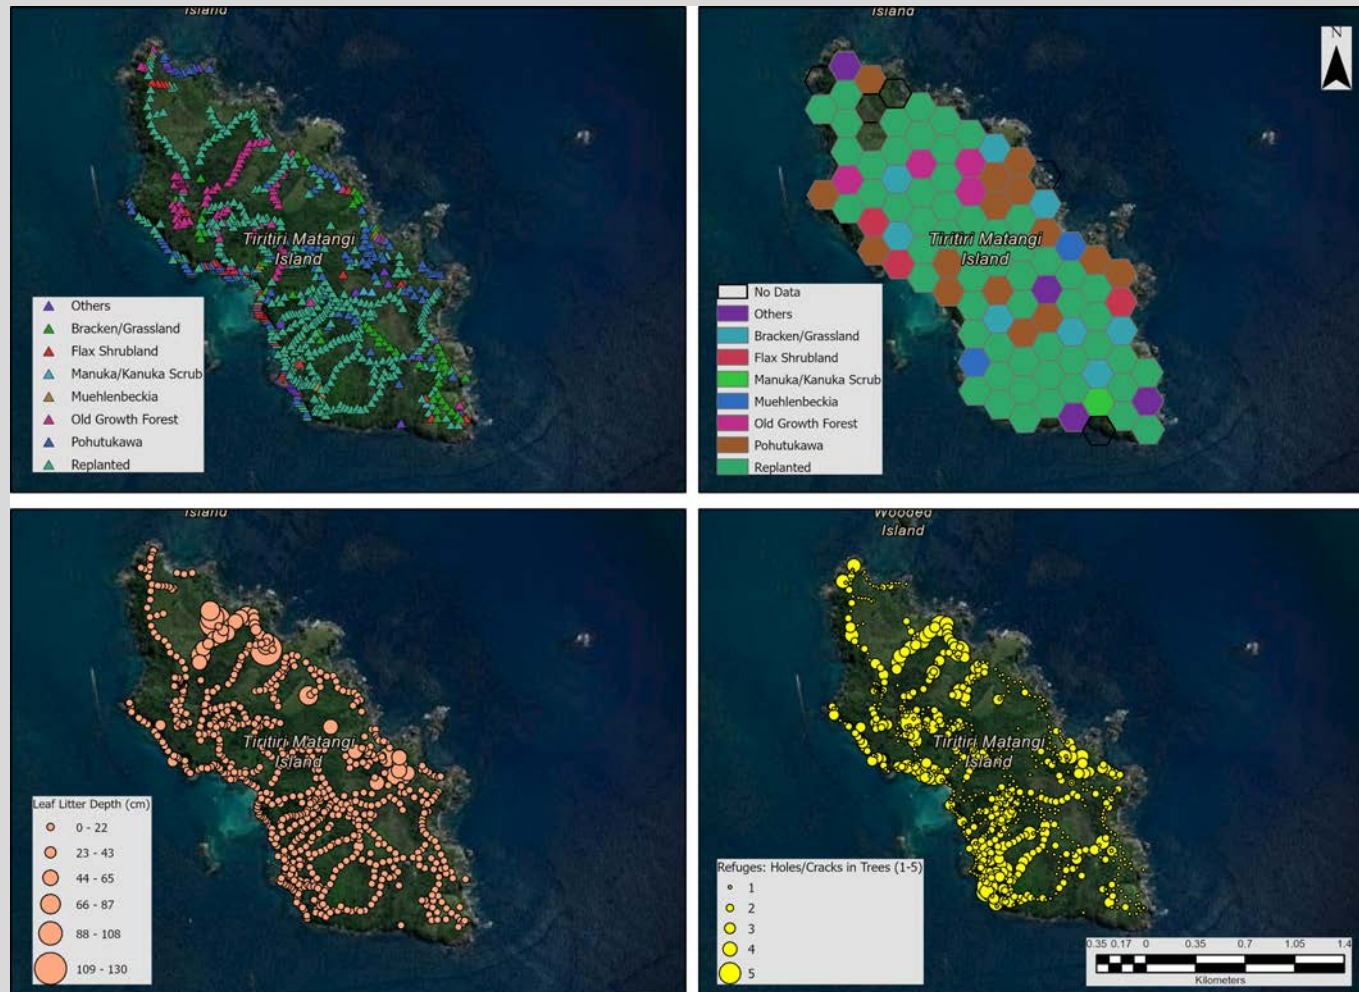 Island
Tiritiri Matangi
Island
Others
Bracken/Grassland
Flax Shrubland
Manuka/Kanuka Scrub
Muehlenbeckia
Old Growth Forest
Pohutukawa
Replanted
Island
N
Tiritiri Matangi
Island
No Data
Others
Bracken/Grassland
Flax Shrubland
Manuka/Kanuka Scrub
Muehlenbeckia
Old Growth Forest
Pohutukawa
Replanted
Island
Tiritiri Matangi
Island
Leaf Litter Depth (cm)
0 - 22
23 - 43
44 - 65
66 - 87
88 - 108
109 - 130
Wooded
Island
Tiritiri Matangi
Island
Refuges: Holes/Cracks in Trees (1-5)
1
2
3
4
5
0.35 0.17 0 0.35 0.7 1.05 1.4
Kilometers